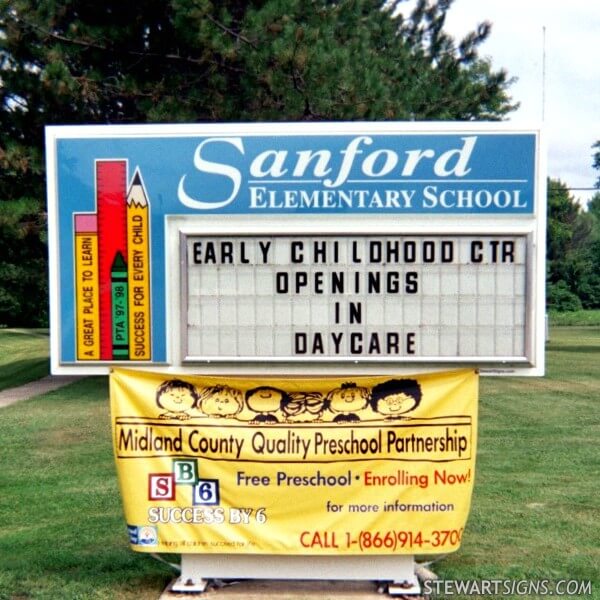 Sanford
ELEMENTARY SCHOOL
A GREAT PLACE TO LEARN
PTA '97-'98
SUCCESS FOR EVERY CHILD
EARLY CHILDHOOD CTR
OPENINGS
IN
DAYCARE
Midland County Quality Preschool Partnership
SB6
SUCCESS BY 6
Free Preschool • Enrolling Now!
for more information
CALL 1-(866)914-3700
STEWARTSIGNS.COM